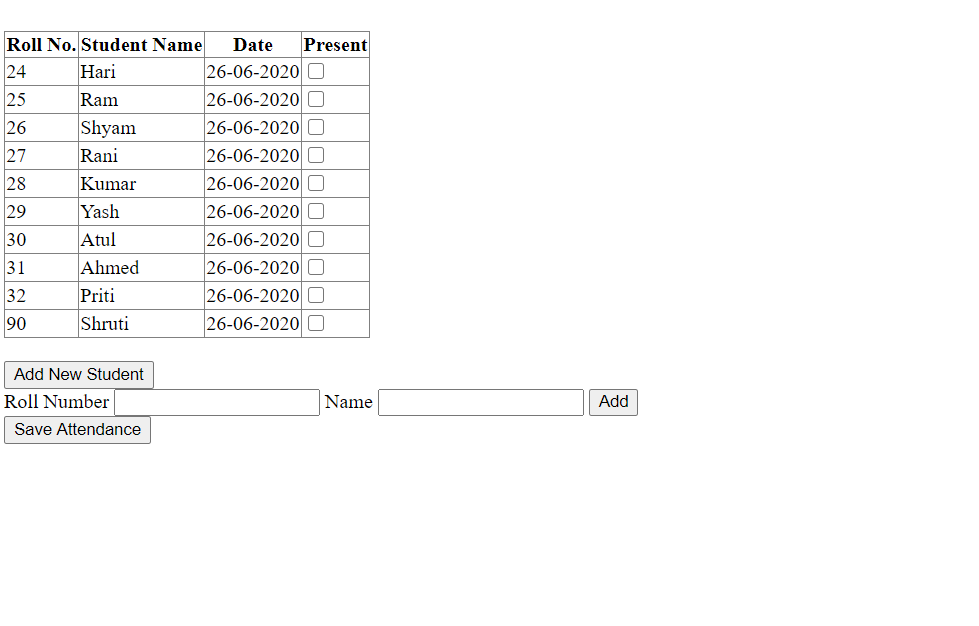 Roll No. Student Name Date Present
24 Hari 26-06-2020
25 Ram 26-06-2020
26 Shyam 26-06-2020
27 Rani 26-06-2020
28 Kumar 26-06-2020
29 Yash 26-06-2020
30 Atul 26-06-2020
31 Ahmed 26-06-2020
32 Priti 26-06-2020
90 Shruti 26-06-2020
Add New Student
Roll Number Name Add
Save Attendance